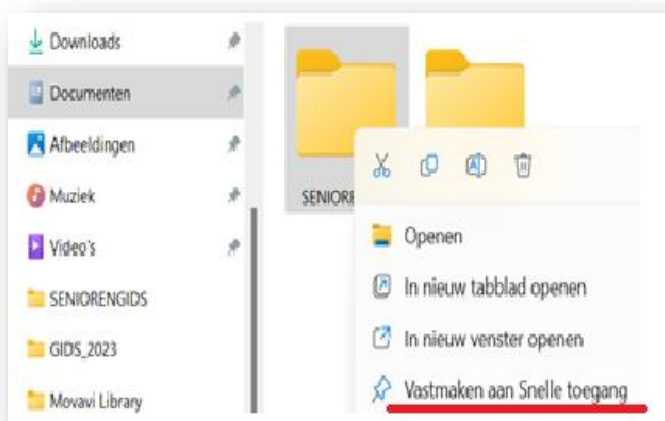 Downloads
Documenten
Afbeeldingen
Muziek
Video's
SENIORENGIDS
GIDS_2023
Movavi Library
SENIORE
Openen
In nieuw tabblad openen
In nieuw venster openen
Vastmaken aan Snelle toegang